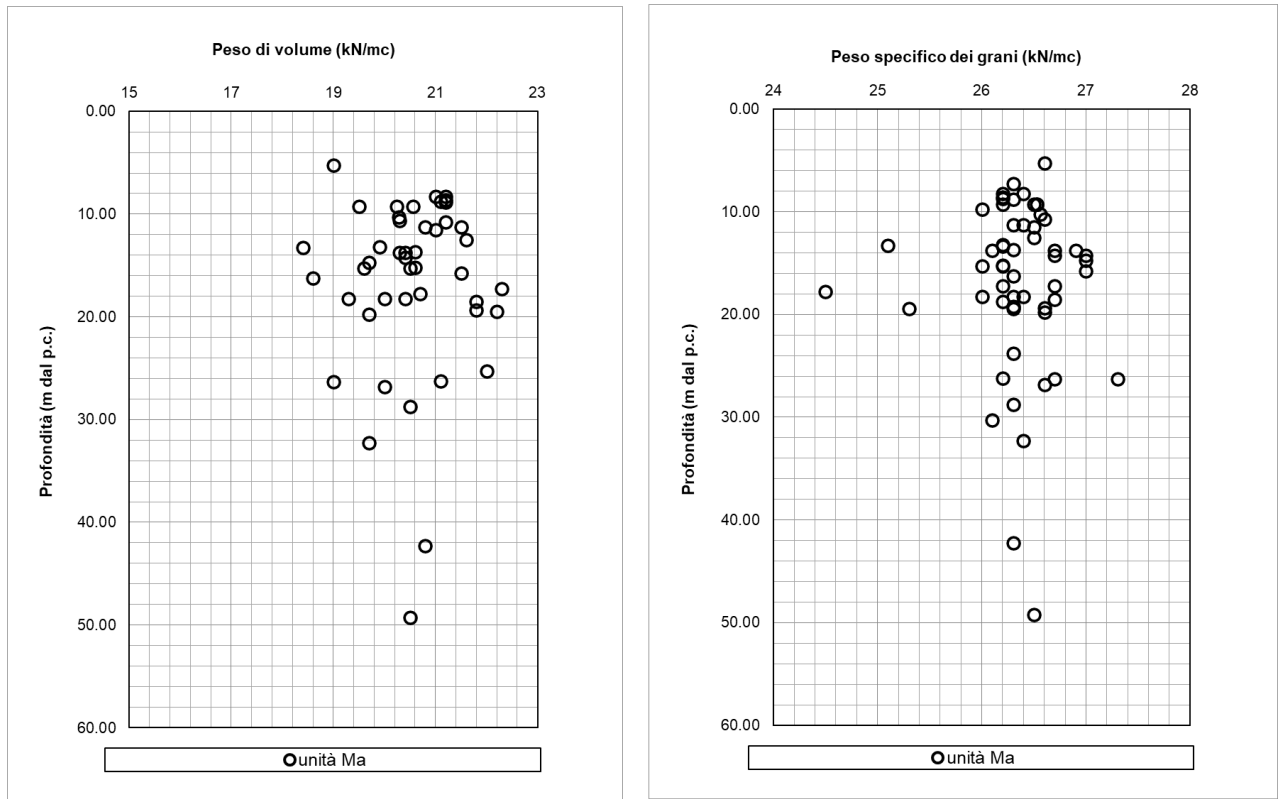 Peso di volume (kN/mc)
15 17 19 21 23
0.00
10.00
20.00
30.00
40.00
50.00
60.00
Profondità (m dal p.c.)
unità Ma
Peso specifico dei grani (kN/mc)
24 25 26 27 28
0.00
10.00
20.00
30.00
40.00
50.00
60.00
Profondità (m dal p.c.)
unità Ma